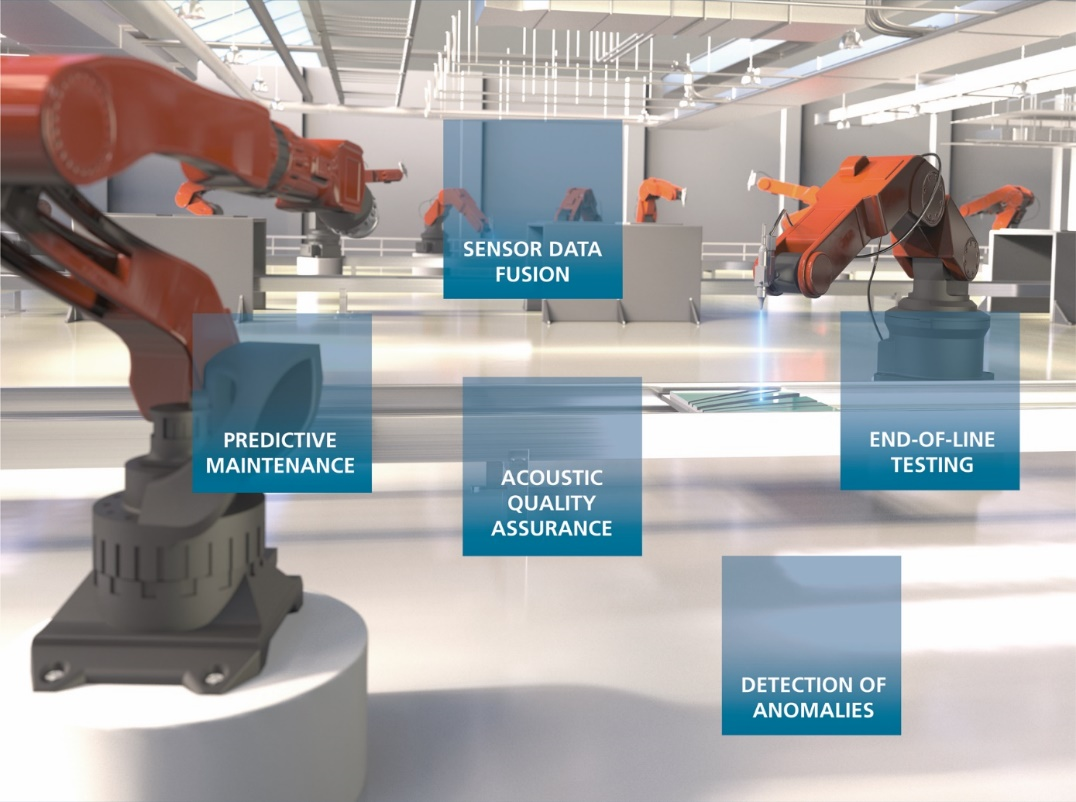 SENSOR DATA
FUSION
PREDICTIVE
MAINTENANCE
ACOUSTIC
QUALITY
ASSURANCE
END-OF-LINE
TESTING
DETECTION OF
ANOMALIES